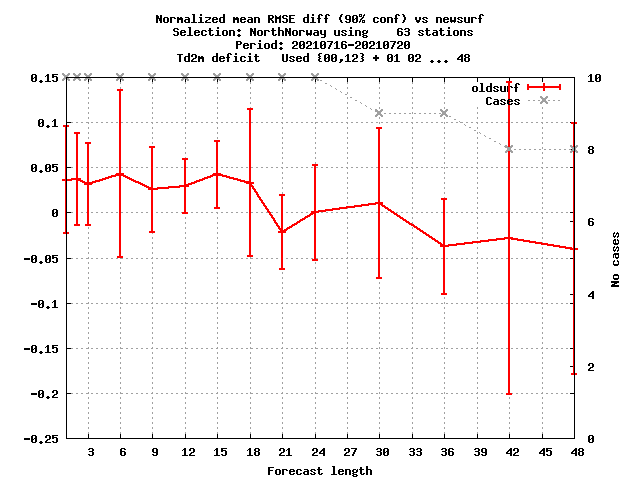 Normalized mean RMSE diff (90% conf) vs newsurf
Selection: NorthNorway using    63 stations
Period: 20210716-20210720
Td2m deficit   Used {00,12} + 01 02 ... 48
oldsurf
Cases
0.15
0.1
0.05
0
-0.05
-0.1
-0.15
-0.2
-0.25
10
8
6
4
2
0
No cases
3 6 9 12 15 18 21 24 27 30 33 36 39 42 45 48
Forecast length